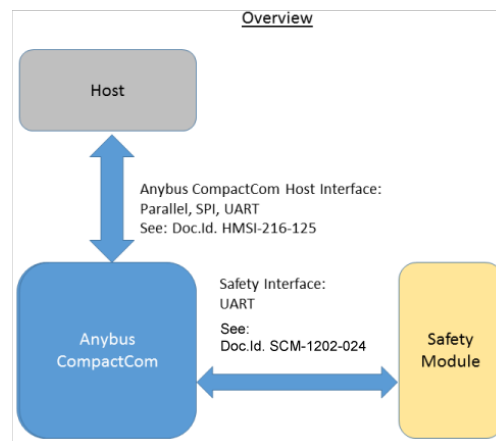 Overview
Host
Anybus CompactCom Host Interface:
Parallel, SPI, UART
See: Doc.Id. HMSI-216-125
Safety Interface:
UART
See:
Doc.Id. SCM-1202-024
Anybus
CompactCom
Safety
Module